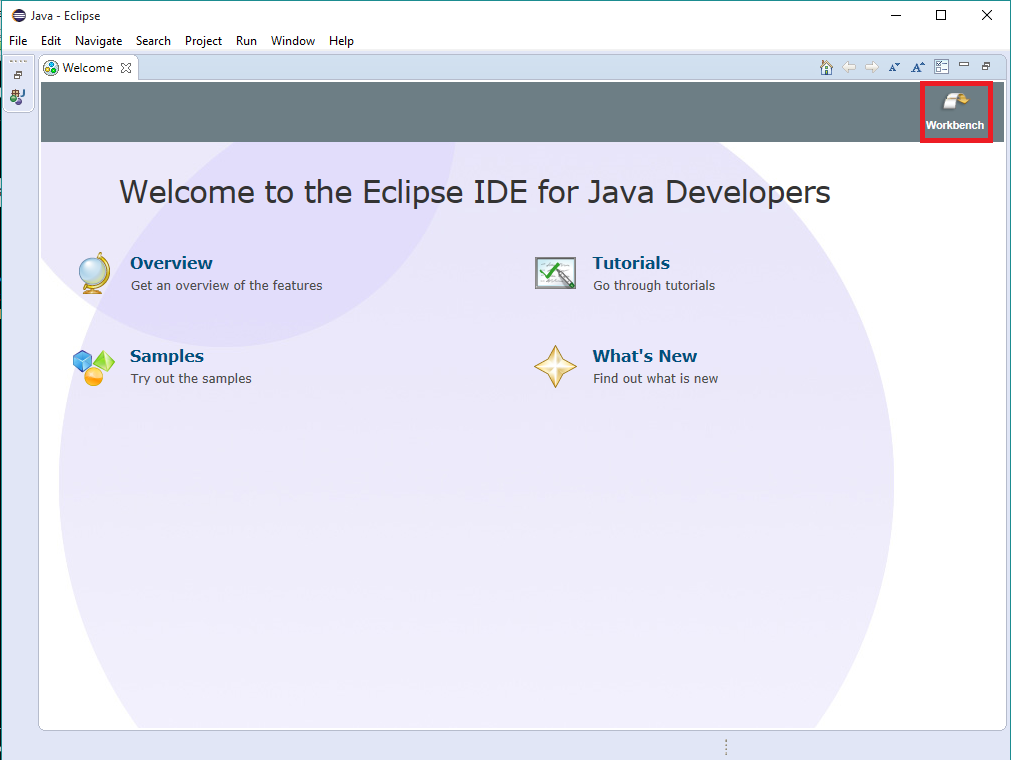 Java - Eclipse
File Edit Navigate Search Project Run Window Help
Welcome
Workbench
Welcome to the Eclipse IDE for Java Developers
Overview
Get an overview of the features
Tutorials
Go through tutorials
Samples
Try out the samples
What's New
Find out what is new